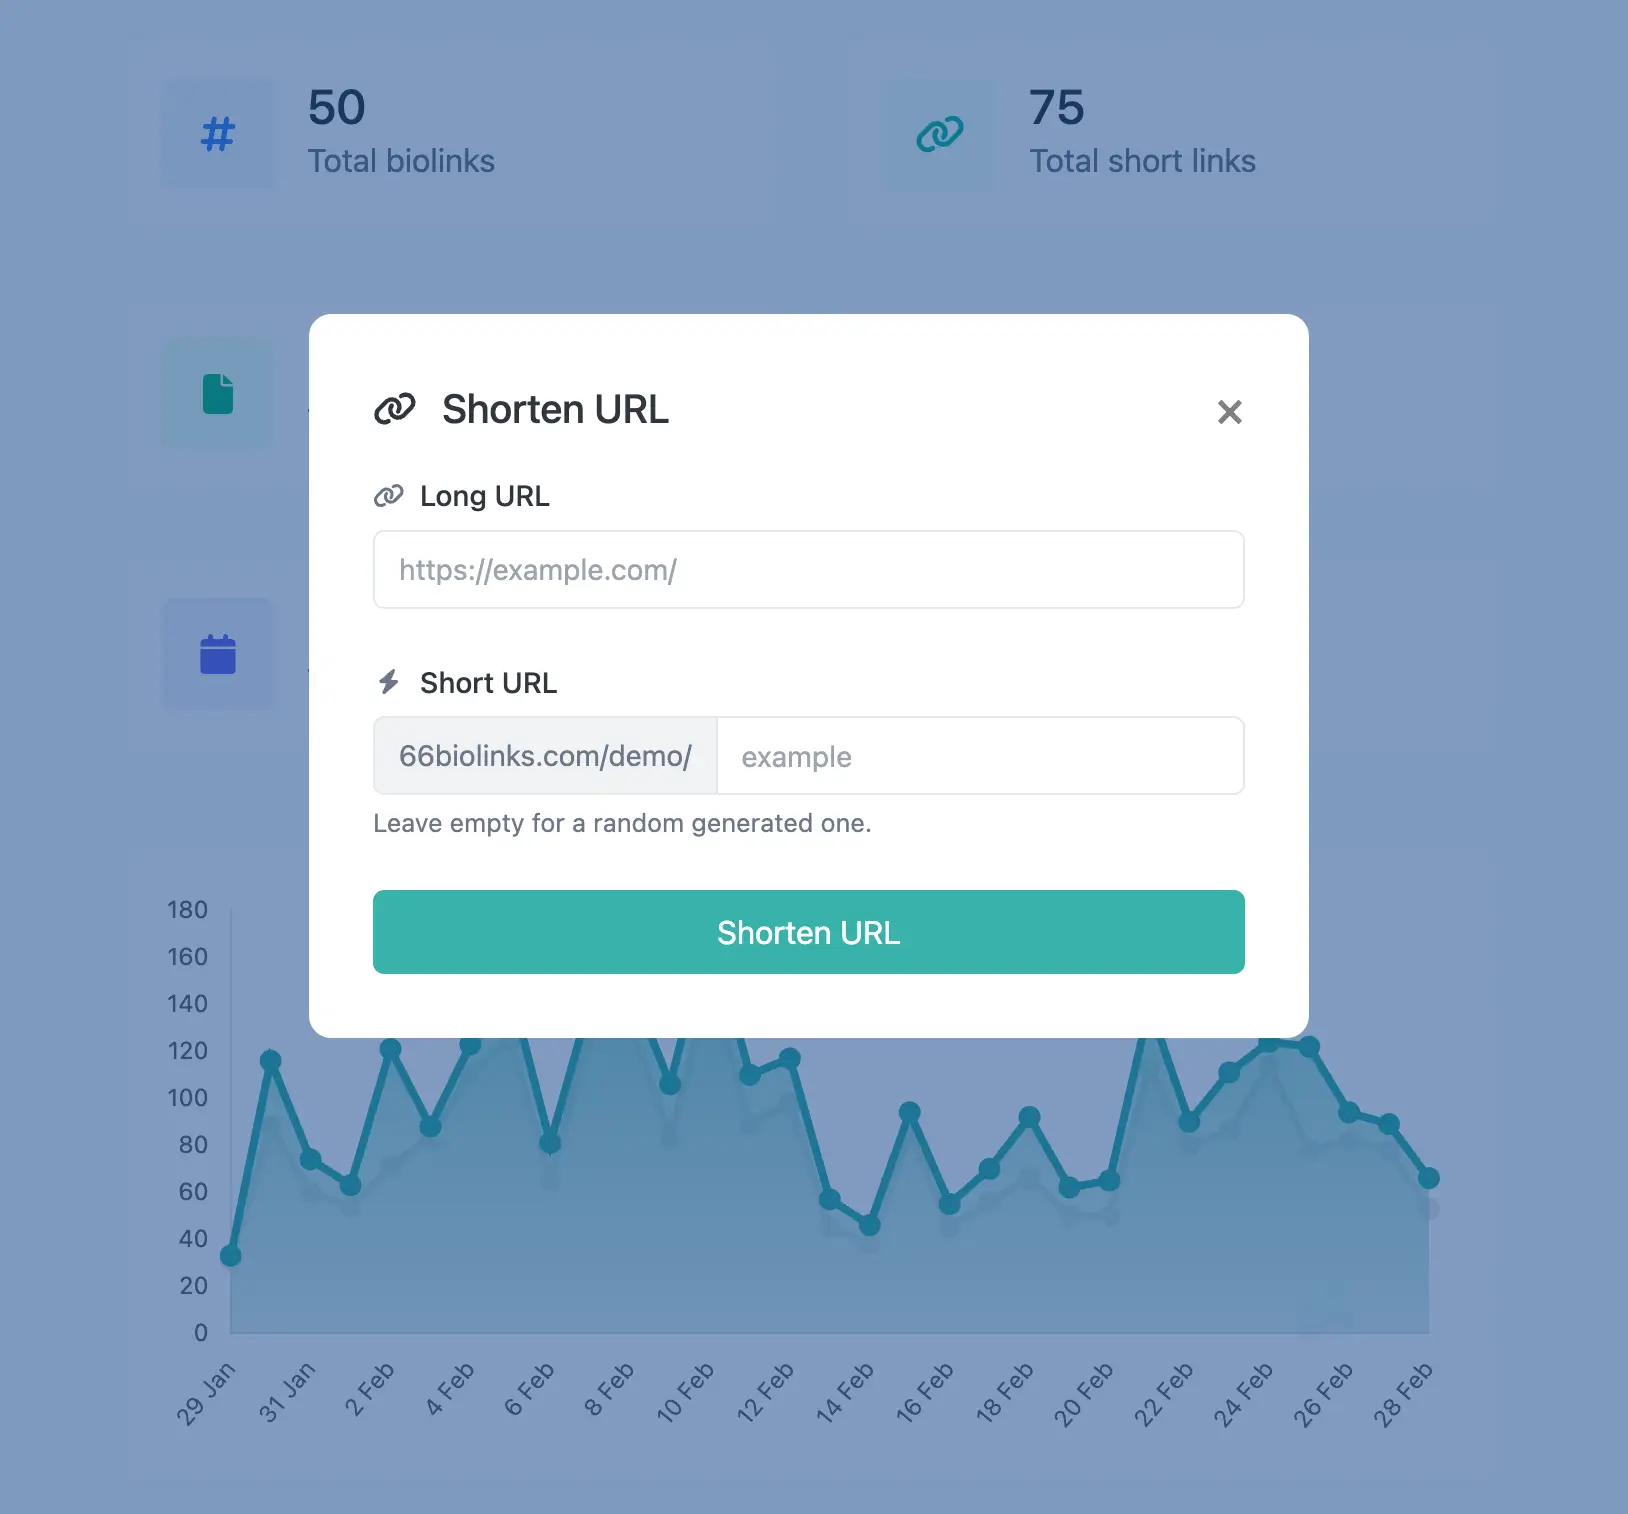 50
Total biolinks
75
Total short links
Shorten URL
Long URL
https://example.com/
Short URL
66biolinks.com/demo/
example
Leave empty for a random generated one.
Shorten URL
180
160
140
120
100
80
60
40
20
0
29 Jan
31 Jan
2 Feb
4 Feb
6 Feb
8 Feb
10 Feb
12 Feb
14 Feb
16 Feb
18 Feb
20 Feb
22 Feb
24 Feb
26 Feb
28 Feb